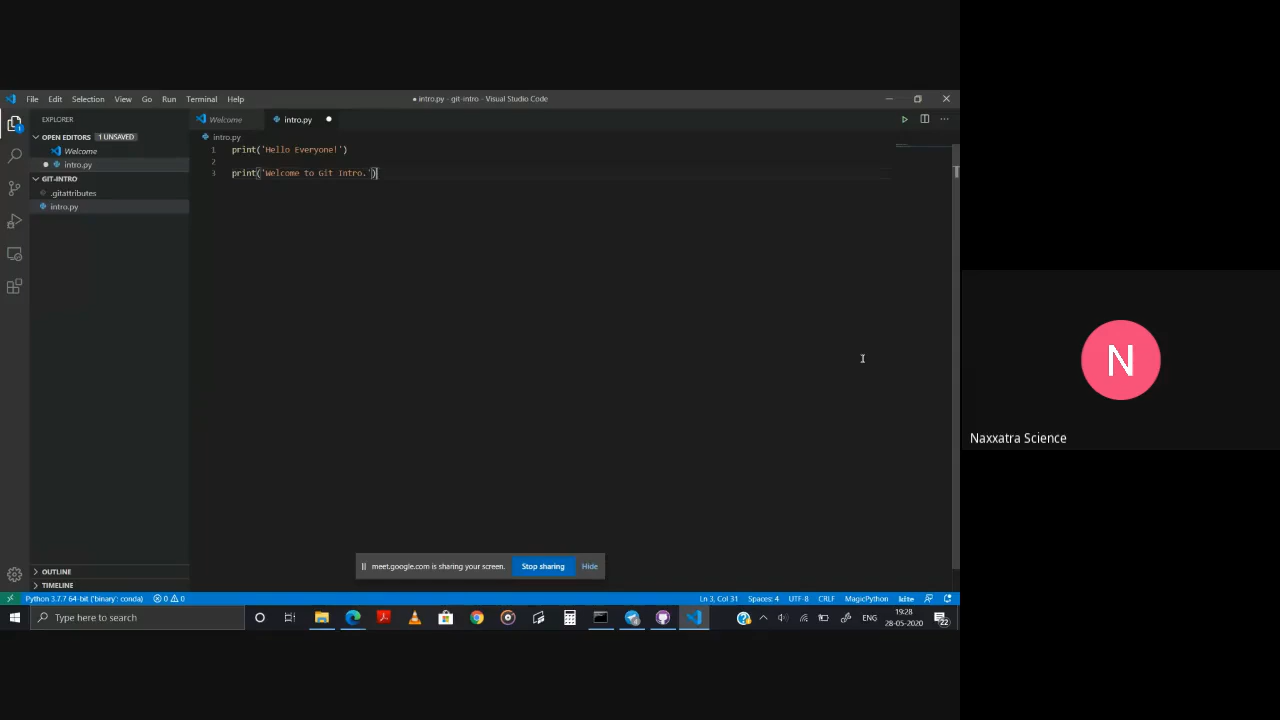 File Edit Selection View Go Run Terminal Help
● intro.py - git-intro - Visual Studio Code
EXPLORER
Welcome
intro.py
OPEN EDITORS 1 UNSAVED
Welcome
intro.py
GIT-INTRO
.gitattributes
intro.py
intro.py
1 print('Hello Everyone!')
2
3 print('Welcome to Git Intro.')
N
Naxxatra Science
meet.google.com is sharing your screen. Stop sharing Hide
OUTLINE
TIMELINE
Python 3.7.7 64-bit ('binary': conda) 0 0
Ln 3, Col 31 Spaces: 4 UTF-8 CRLF MagicPython kite
Type here to search
ENG
19:28
28-05-2020
22